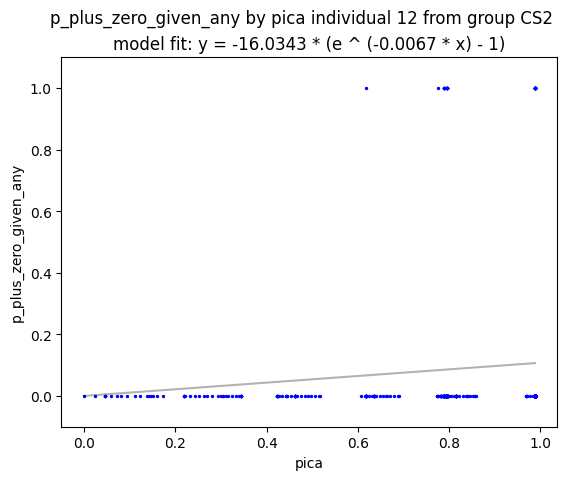 p_plus_zero_given_any by pica individual 12 from group CS2
model fit: y = -16.0343 * (e ^ (-0.0067 * x) - 1)
1.0
0.8
0.6
0.4
0.2
0.0
p_plus_zero_given_any
0.0 0.2 0.4 0.6 0.8 1.0
pica